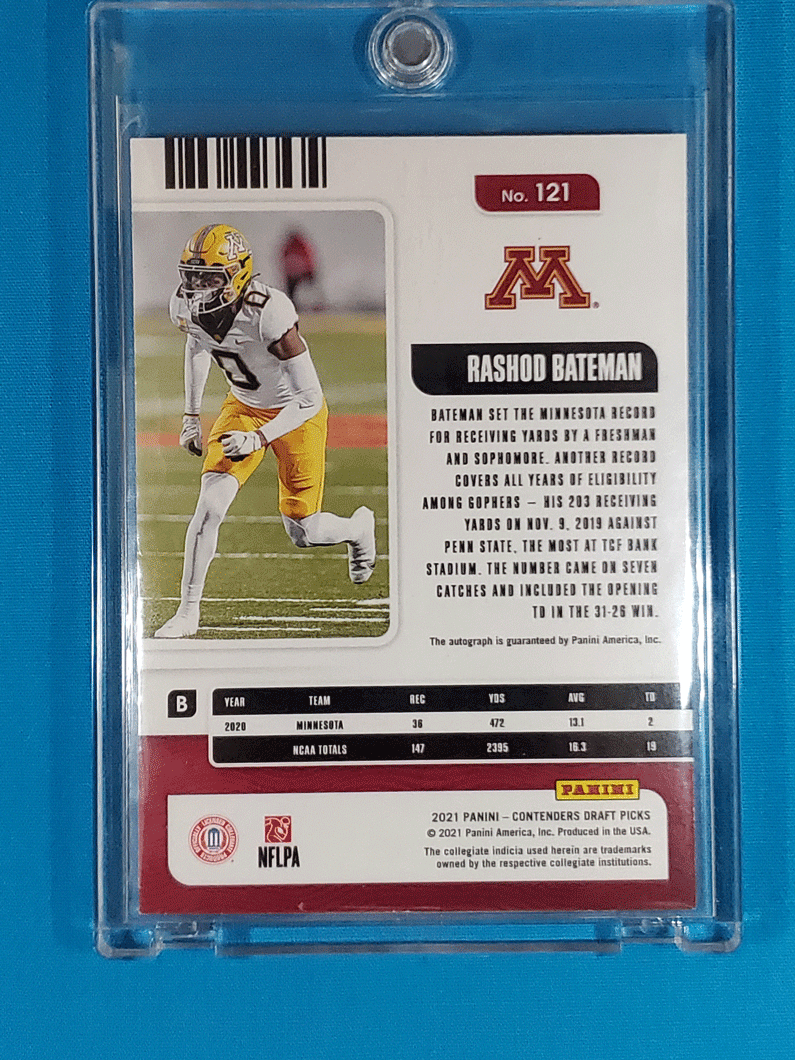 No. 121
M
RASHOD BATEMAN
BATEMAN SET THE MINNESOTA RECORD
FOR RECEIVING YARDS BY A FRESHMAN
AND SOPHOMORE. ANOTHER RECORD
COVERS ALL YEARS OF ELIGIBILITY
AMONG GOPHERS – HIS 203 RECEIVING
YARDS ON NOV. 9, 2019 AGAINST
PENN STATE, THE MOST AT TCF BANK
STADIUM. THE NUMBER CAME ON SEVEN
CATCHES AND INCLUDED THE OPENING
TD IN THE 31-26 WIN.
The autograph is guaranteed by Panini America, Inc.
M
0
B
YEAR TEAM REC YDS AVG TD
2020 MINNESOTA 36 472 13.1 2
NCAA TOTALS 147 2395 16.3 19
PANINI
2021 PANINI – CONTENDERS DRAFT PICKS
© 2021 Panini America, Inc. Produced in the USA.
The collegiate indicia used herein are trademarks
owned by the respective collegiate institutions.
OFFICIALLY LICENSED COLLEGIATE PRODUCTS
NFLPA